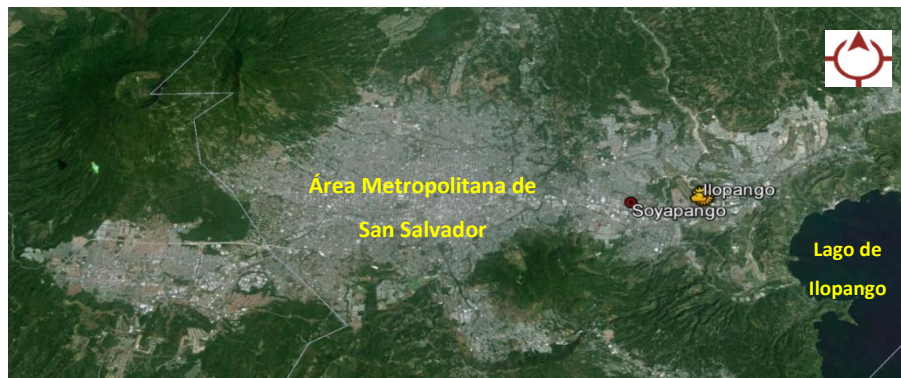 Área Metropolitana de
San Salvador
Ilopango
Soyapango
Lago de
Ilopango